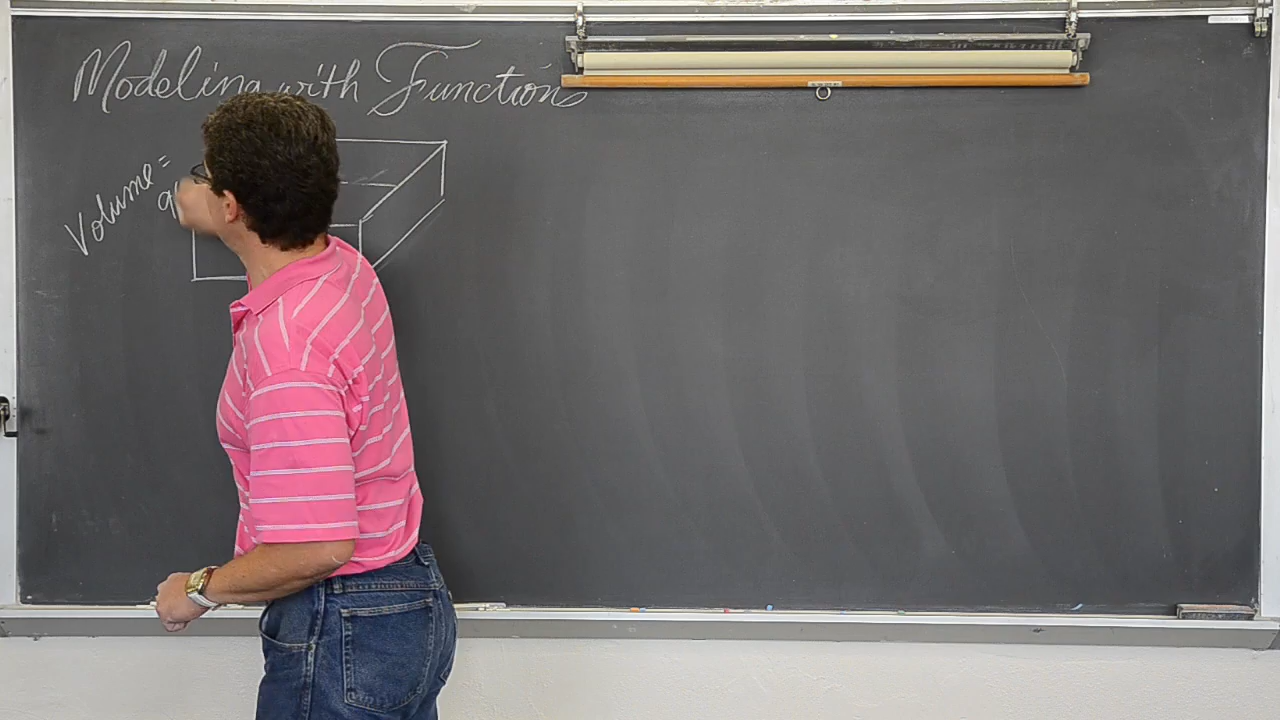 Modeling with Functions
Volume =